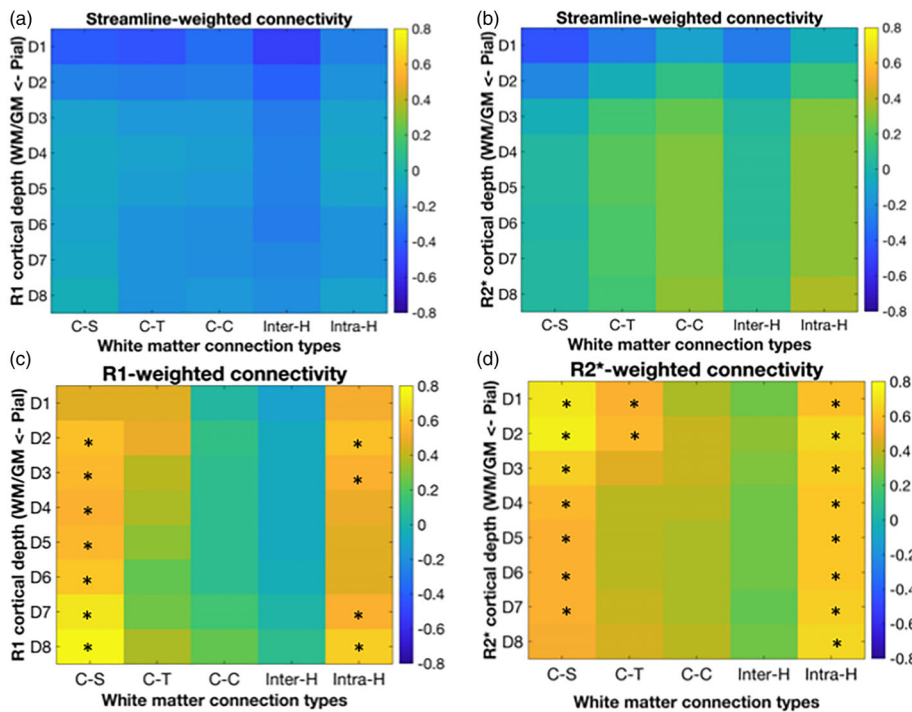 (a)
Streamline-weighted connectivity
R1 cortical depth (WM/GM <- Pial)
D1
D2
D3
D4
D5
D6
D7
D8
C-S C-T C-C Inter-H Intra-H
White matter connection types
0.8
0.6
0.4
0.2
0
-0.2
-0.4
-0.6
-0.8
(b)
Streamline-weighted connectivity
R2* cortical depth (WM/GM <- Pial)
D1
D2
D3
D4
D5
D6
D7
D8
C-S C-T C-C Inter-H Intra-H
White matter connection types
0.8
0.6
0.4
0.2
0
-0.2
-0.4
-0.6
-0.8
(c)
R1-weighted connectivity
R1 cortical depth (WM/GM <- Pial)
D1
D2 * *
D3 * *
D4 *
D5 *
D6 *
D7 * *
D8 * *
C-S C-T C-C Inter-H Intra-H
White matter connection types
0.8
0.6
0.4
0.2
0
-0.2
-0.4
-0.6
-0.8
(d)
R2*-weighted connectivity
R2* cortical depth (WM/GM <- Pial)
D1 * * *
D2 * * *
D3 * *
D4 * *
D5 * *
D6 * *
D7 * *
D8 *
C-S C-T C-C Inter-H Intra-H
White matter connection types
0.8
0.6
0.4
0.2
0
-0.2
-0.4
-0.6
-0.8